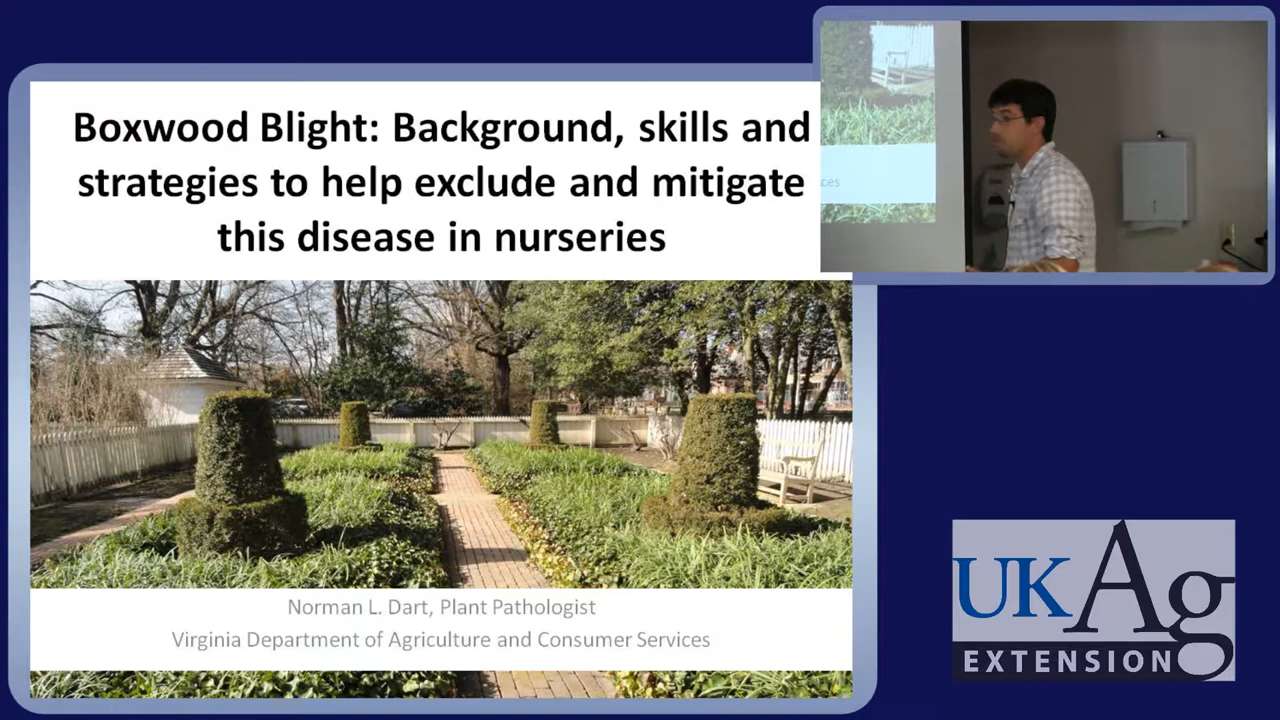 Boxwood Blight: Background, skills and
strategies to help exclude and mitigate
this disease in nurseries
ces
Norman L. Dart, Plant Pathologist
Virginia Department of Agriculture and Consumer Services
UKAg
EXTENSION